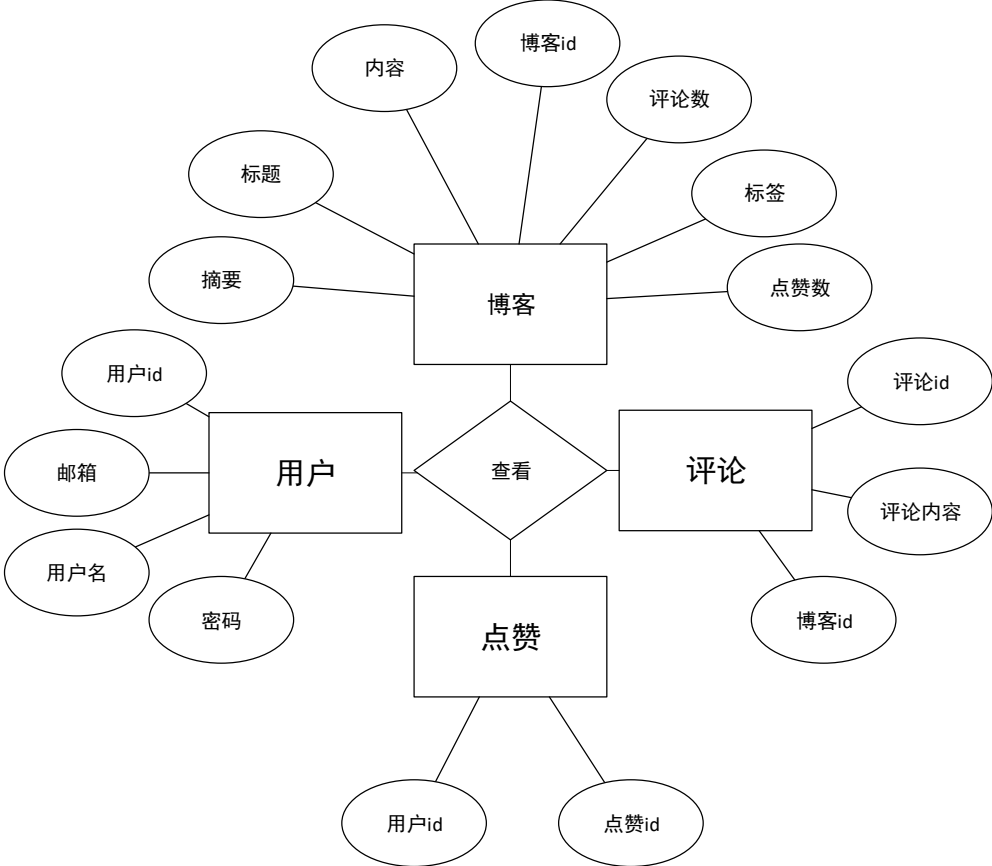 博客id
内容
评论数
标题
标签
摘要
点赞数
博客
用户id
评论id
邮箱
用户
查看
评论
评论内容
用户名
密码
博客id
点赞
用户id
点赞id